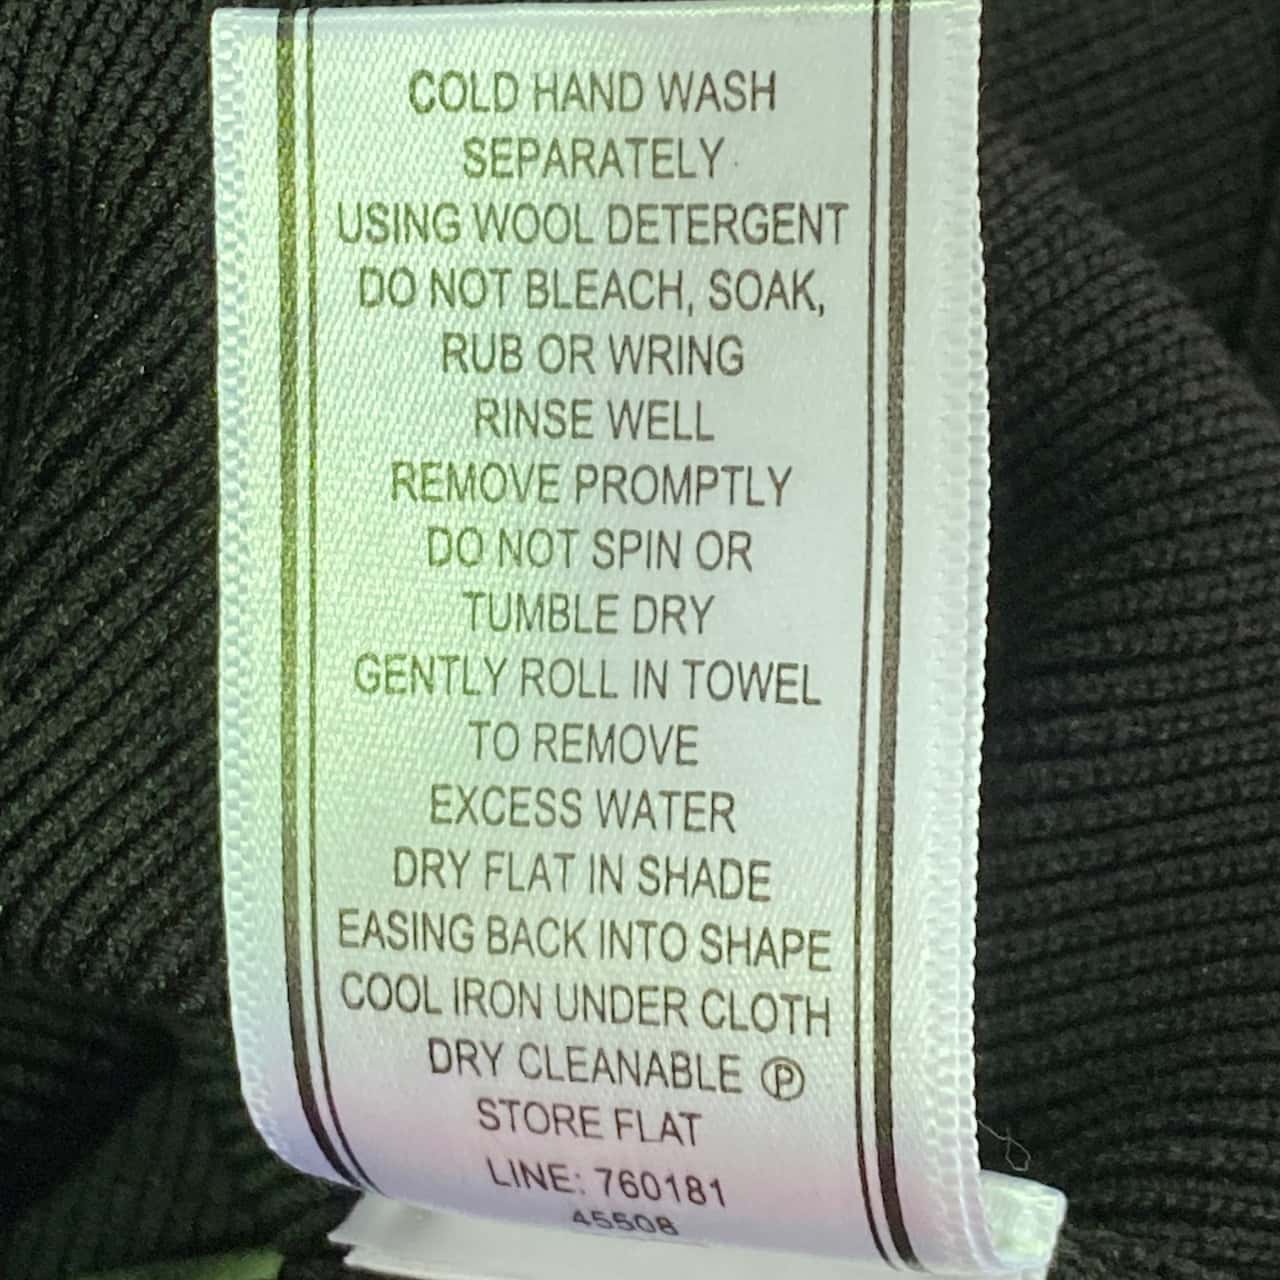 COLD HAND WASH
SEPARATELY
USING WOOL DETERGENT
DO NOT BLEACH, SOAK,
RUB OR WRING
RINSE WELL
REMOVE PROMPTLY
DO NOT SPIN OR
TUMBLE DRY
GENTLY ROLL IN TOWEL
TO REMOVE
EXCESS WATER
DRY FLAT IN SHADE
EASING BACK INTO SHAPE
COOL IRON UNDER CLOTH
DRY CLEANABLE Ⓟ
STORE FLAT
LINE: 760181
45508